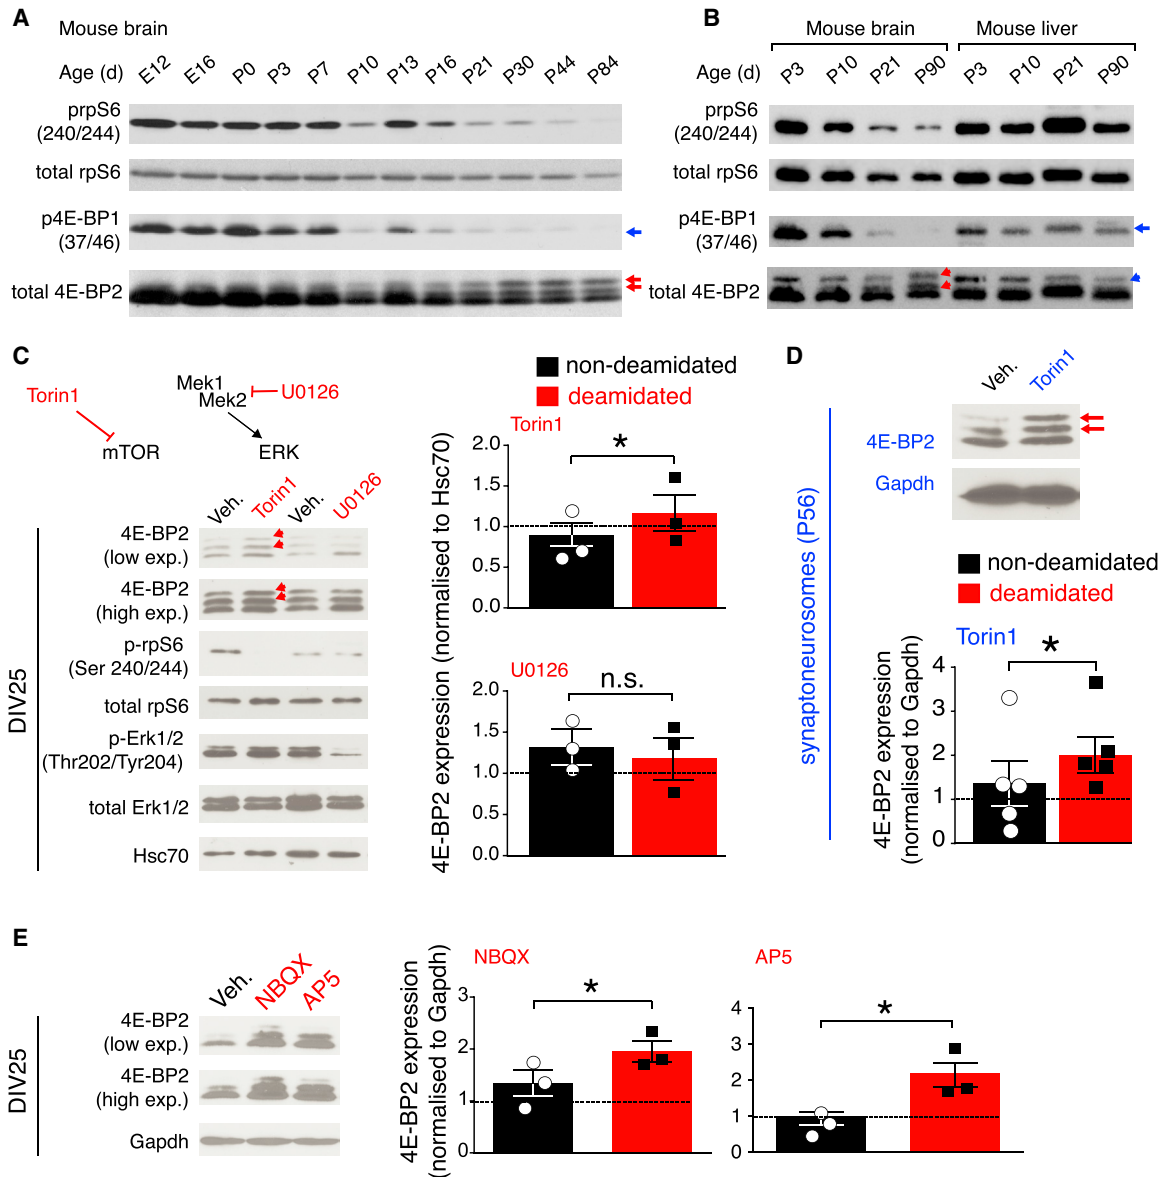 A
Mouse brain
Age (d) E12 E16 P0 P3 P7 P10 P13 P16 P21 P30 P44 P84
prpS6
(240/244)
total rpS6
p4E-BP1
(37/46)
total 4E-BP2
B
Mouse brain Mouse liver
Age (d) P3 P10 P21 P90 P3 P10 P21 P90
prpS6
(240/244)
total rpS6
p4E-BP1
(37/46)
total 4E-BP2
C
Torin1
mTOR
Mek1
Mek2
U0126
ERK
Veh. Torin1 Veh. U0126
DIV25
4E-BP2
(low exp.)
4E-BP2
(high exp.)
p-rpS6
(Ser 240/244)
total rpS6
p-Erk1/2
(Thr202/Tyr204)
total Erk1/2
Hsc70
non-deamidated
deamidated
4E-BP2 expression (normalised to Hsc70)
Torin1
*
2.0
1.5
1.0
0.5
0.0
U0126
n.s.
2.0
1.5
1.0
0.5
0.0
D
synaptoneurosomes (P56)
Veh. Torin1
4E-BP2
Gapdh
non-deamidated
deamidated
Torin1
*
4E-BP2 expression
(normalised to Gapdh)
4
3
2
1
0
E
DIV25
Veh. NBQX AP5
4E-BP2
(low exp.)
4E-BP2
(high exp.)
Gapdh
4E-BP2 expression
(normalised to Gapdh)
NBQX
*
3
2
1
0
AP5
*
4
3
2
1
0